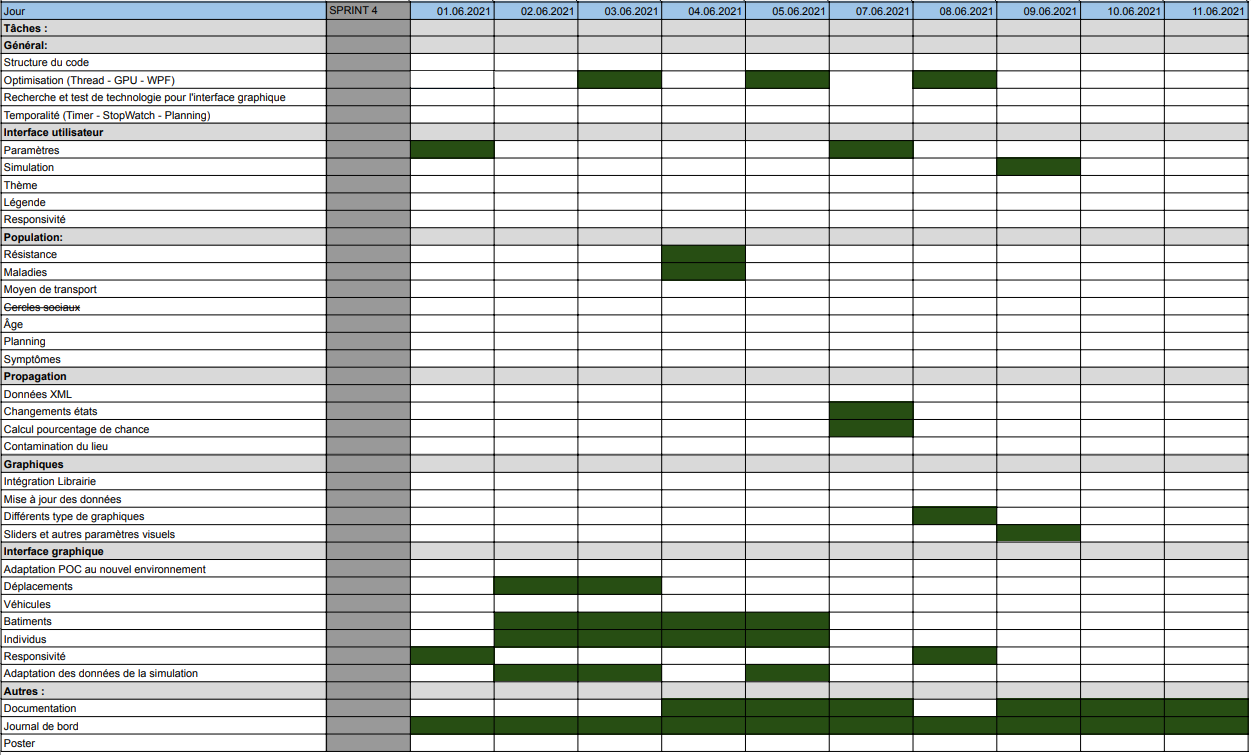 Jour SPRINT 4 01.06.2021 02.06.2021 03.06.2021 04.06.2021 05.06.2021 07.06.2021 08.06.2021 09.06.2021 10.06.2021 11.06.2021
Tâches :
Général:
Structure du code
Optimisation (Thread - GPU - WPF)
Recherche et test de technologie pour l'interface graphique
Temporalité (Timer - StopWatch - Planning)
Interface utilisateur
Paramètres
Simulation
Thème
Légende
Responsivité
Population:
Résistance
Maladies
Moyen de transport
Cercles sociaux
Âge
Planning
Symptômes
Propagation
Données XML
Changements états
Calcul pourcentage de chance
Contamination du lieu
Graphiques
Intégration Librairie
Mise à jour des données
Différents type de graphiques
Sliders et autres paramètres visuels
Interface graphique
Adaptation POC au nouvel environnement
Déplacements
Véhicules
Batiments
Individus
Responsivité
Adaptation des données de la simulation
Autres :
Documentation
Journal de bord
Poster